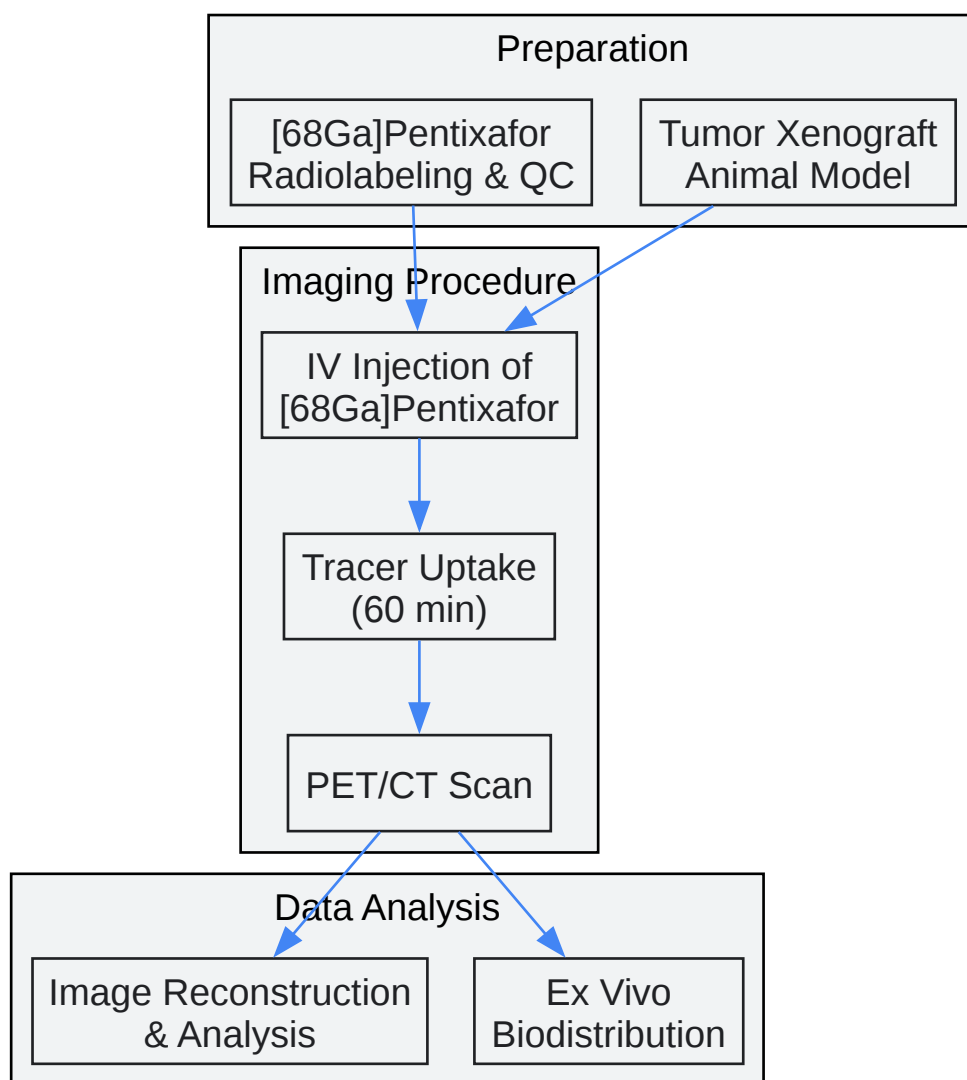 Preparation
[68Ga]Pentixafor
Radiolabeling & QC
Tumor Xenograft
Animal Model
Imaging Procedure
IV Injection of
[68Ga]Pentixafor
Tracer Uptake
(60 min)
PET/CT Scan
Data Analysis
Image Reconstruction
& Analysis
Ex Vivo
Biodistribution